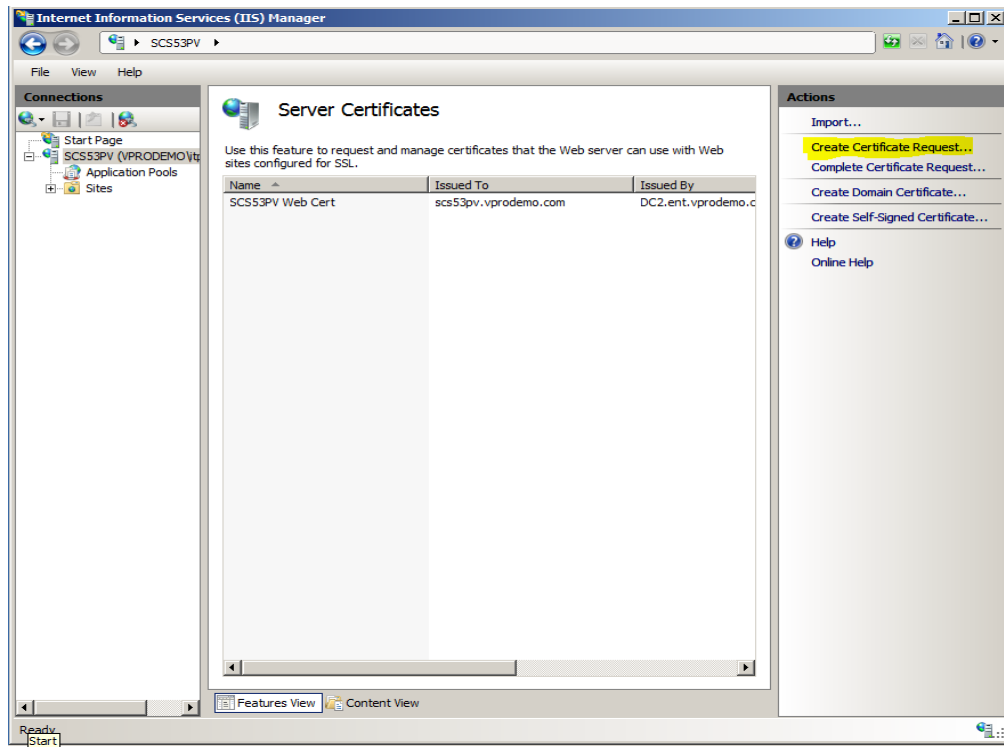 Internet Information Services (IIS) Manager
SCS53PV
File View Help
Connections
Start Page
SCS53PV (VPRODEMO\itp
Application Pools
Sites
Server Certificates
Use this feature to request and manage certificates that the Web server can use with Web
sites configured for SSL.
Name Issued To Issued By
SCS53PV Web Cert scs53pv.vprodemo.com DC2.ent.vprodemo.c
Features View Content View
Actions
Import...
Create Certificate Request...
Complete Certificate Request...
Create Domain Certificate...
Create Self-Signed Certificate...
Help
Online Help
Ready
Start